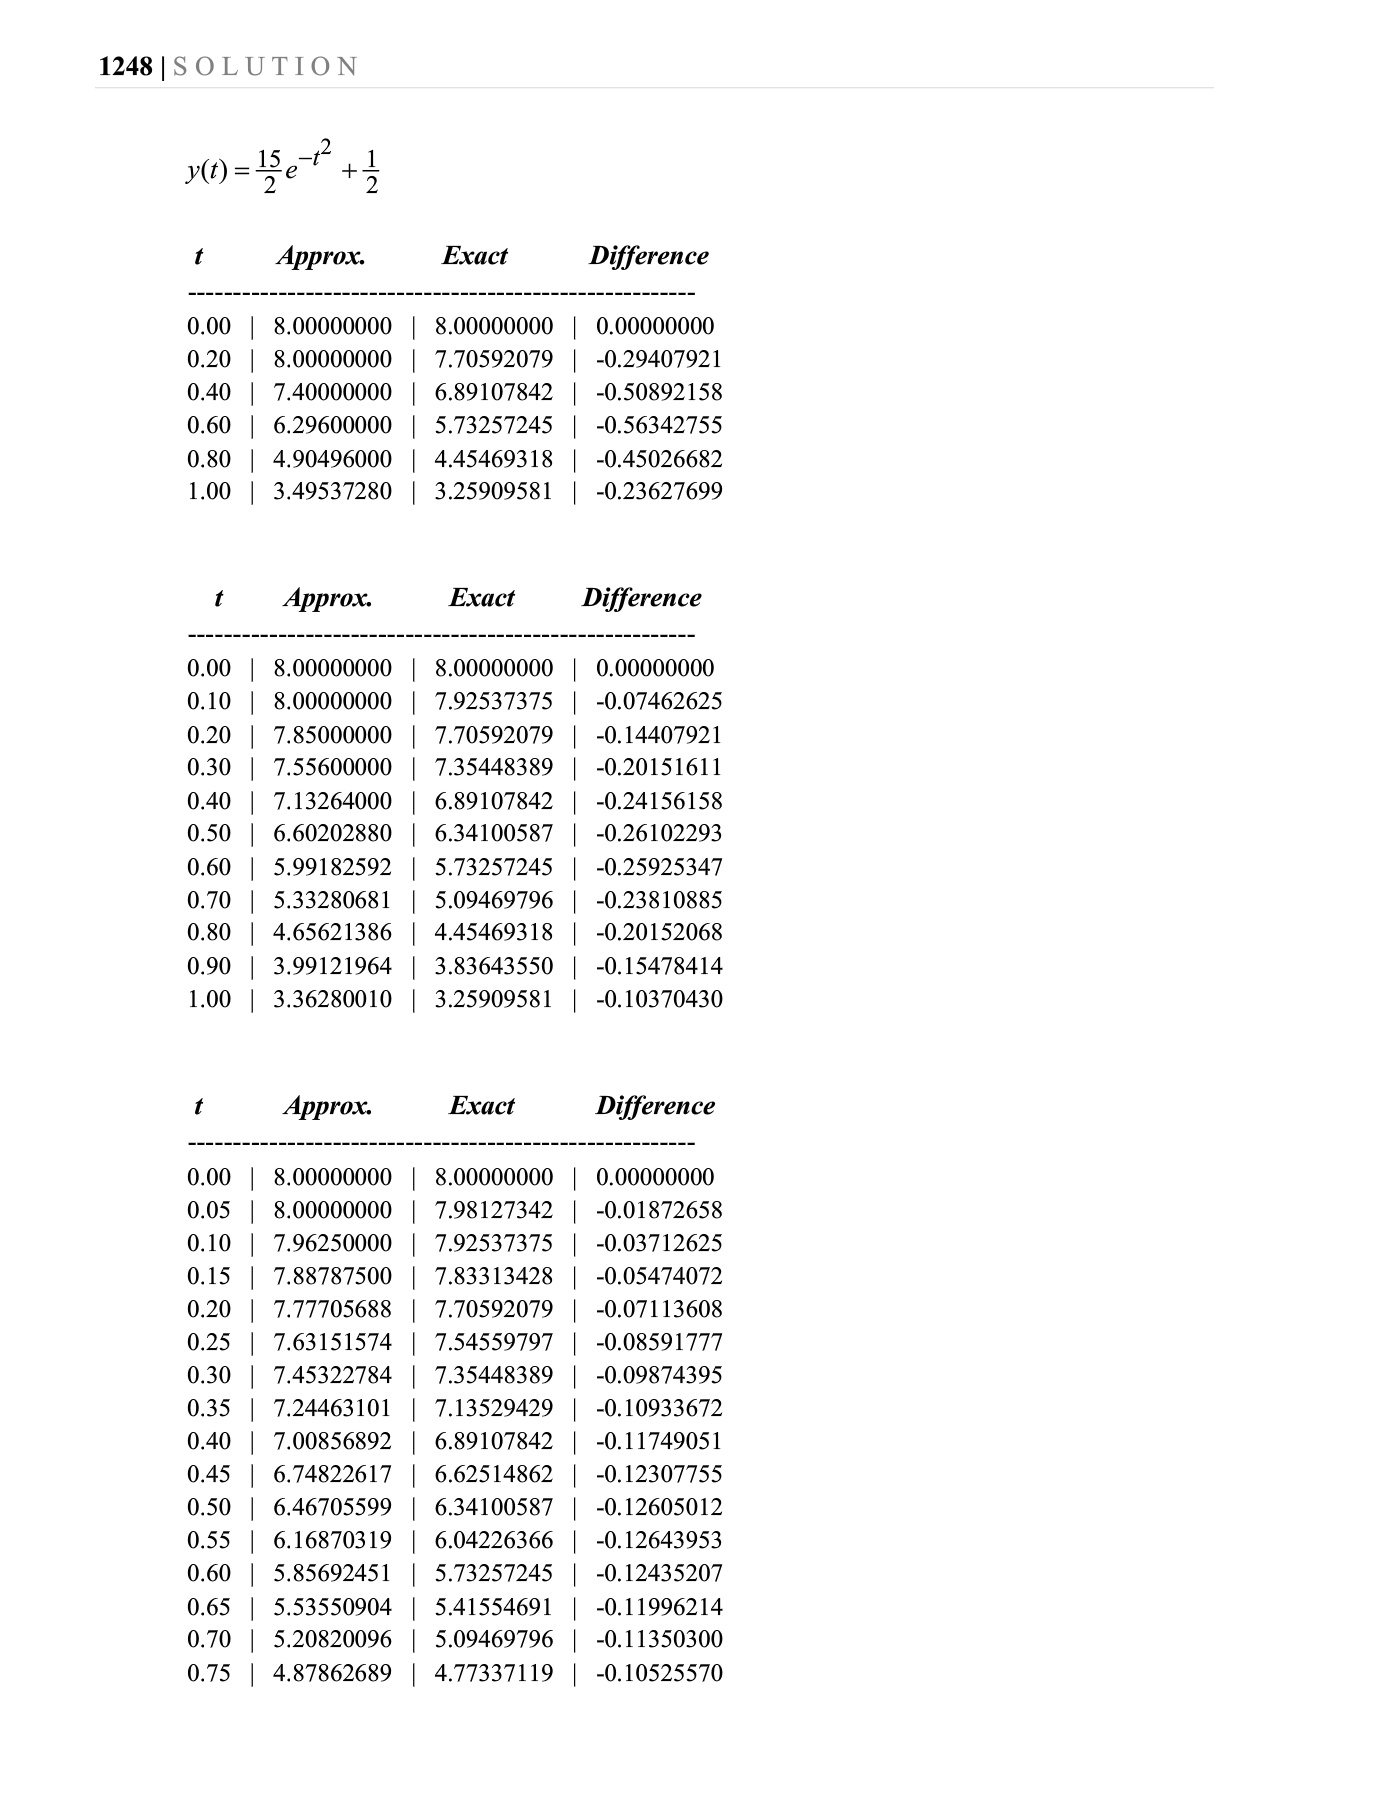 1248 | S O L U T I O N
y(t) = 15/2 e^{-t^2} + 1/2
t Approx. Exact Difference
--------------------------------------------------------
0.00 | 8.00000000 | 8.00000000 | 0.00000000
0.20 | 8.00000000 | 7.70592079 | -0.29407921
0.40 | 7.40000000 | 6.89107842 | -0.50892158
0.60 | 6.29600000 | 5.73257245 | -0.56342755
0.80 | 4.90496000 | 4.45469318 | -0.45026682
1.00 | 3.49537280 | 3.25909581 | -0.23627699
t Approx. Exact Difference
--------------------------------------------------------
0.00 | 8.00000000 | 8.00000000 | 0.00000000
0.10 | 8.00000000 | 7.92537375 | -0.07462625
0.20 | 7.85000000 | 7.70592079 | -0.14407921
0.30 | 7.55600000 | 7.35448389 | -0.20151611
0.40 | 7.13264000 | 6.89107842 | -0.24156158
0.50 | 6.60202880 | 6.34100587 | -0.26102293
0.60 | 5.99182592 | 5.73257245 | -0.25925347
0.70 | 5.33280681 | 5.09469796 | -0.23810885
0.80 | 4.65621386 | 4.45469318 | -0.20152068
0.90 | 3.99121964 | 3.83643550 | -0.15478414
1.00 | 3.36280010 | 3.25909581 | -0.10370430
t Approx. Exact Difference
--------------------------------------------------------
0.00 | 8.00000000 | 8.00000000 | 0.00000000
0.05 | 8.00000000 | 7.98127342 | -0.01872658
0.10 | 7.96250000 | 7.92537375 | -0.03712625
0.15 | 7.88787500 | 7.83313428 | -0.05474072
0.20 | 7.77705688 | 7.70592079 | -0.07113608
0.25 | 7.63151574 | 7.54559797 | -0.08591777
0.30 | 7.45322784 | 7.35448389 | -0.09874395
0.35 | 7.24463101 | 7.13529429 | -0.10933672
0.40 | 7.00856892 | 6.89107842 | -0.11749051
0.45 | 6.74822617 | 6.62514862 | -0.12307755
0.50 | 6.46705599 | 6.34100587 | -0.12605012
0.55 | 6.16870319 | 6.04226366 | -0.12643953
0.60 | 5.85692451 | 5.73257245 | -0.12435207
0.65 | 5.53550904 | 5.41554691 | -0.11996214
0.70 | 5.20820096 | 5.09469796 | -0.11350300
0.75 | 4.87862689 | 4.77337119 | -0.10525570